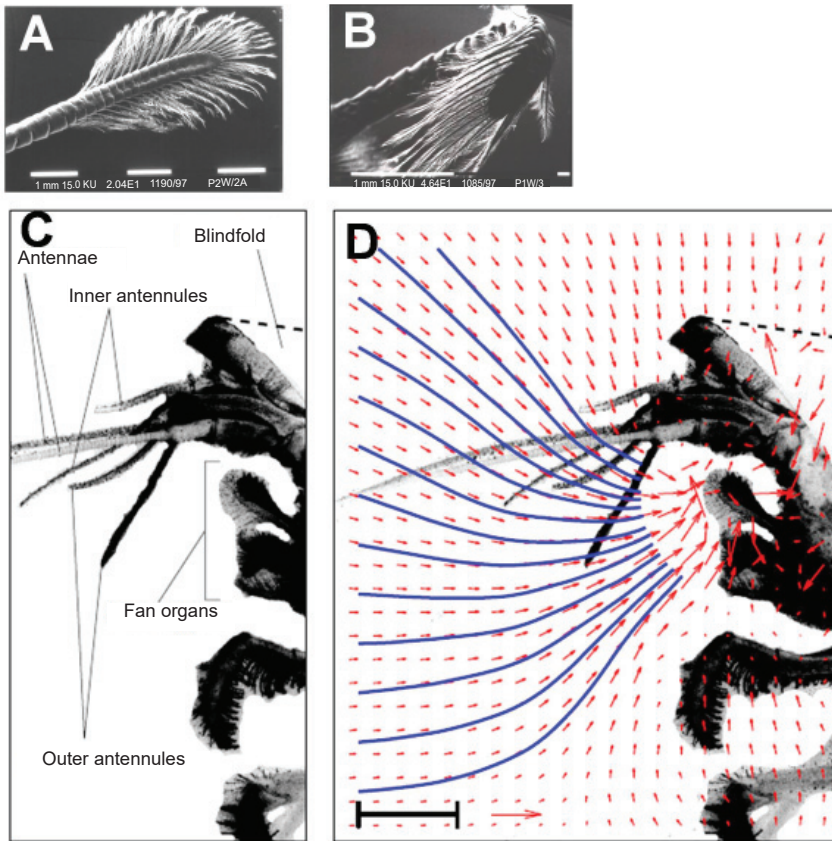 A
1 mm 15.0 KU 2.04E1 1190/97 P2W/2A
B
1 mm 15.0 KU 4.64E1 1085/97 P1W/3
C
Blindfold
Antennae
Inner antennules
Fan organs
Outer antennules
D